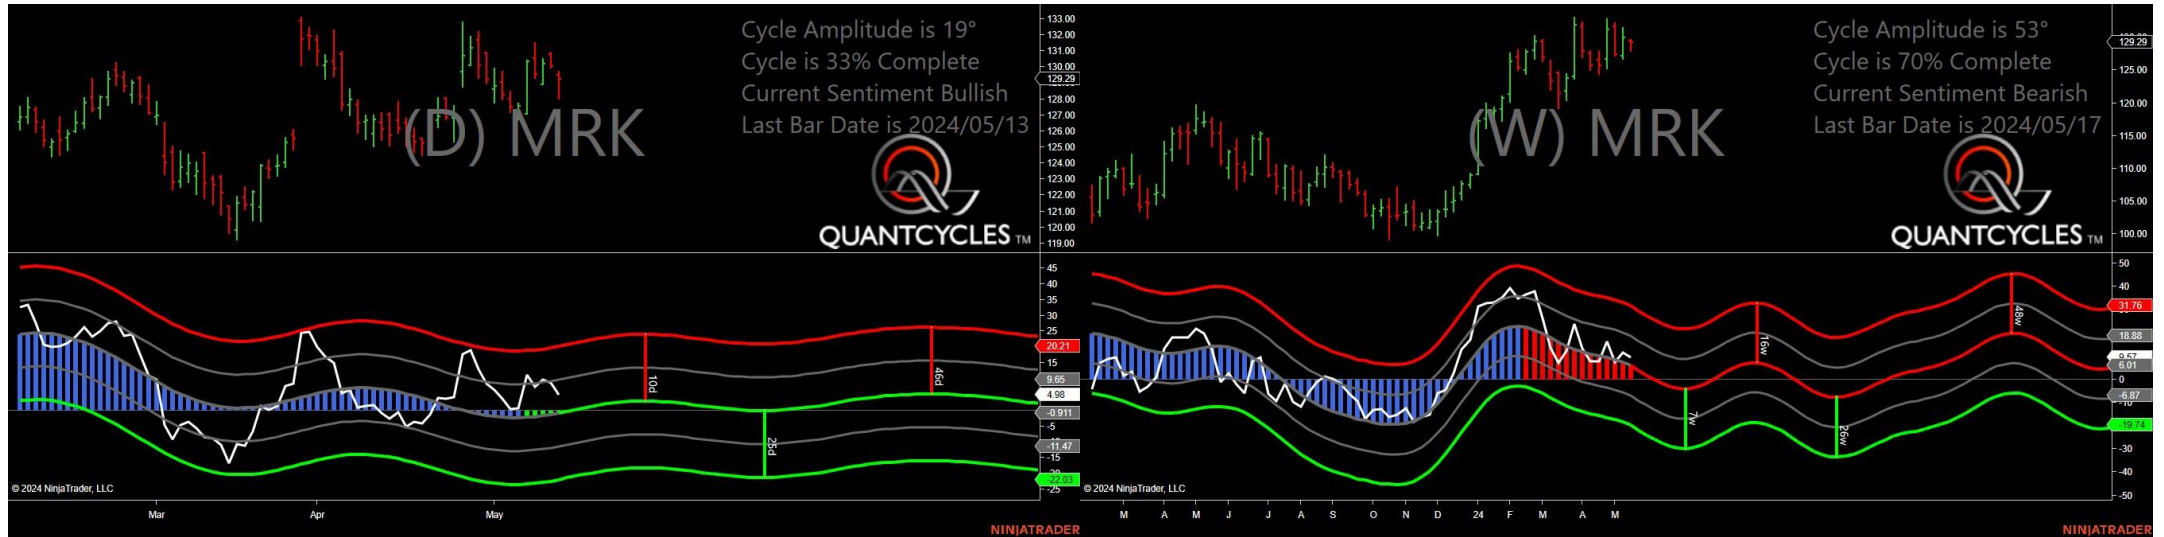 Cycle Amplitude is 19°
Cycle is 33% Complete
Current Sentiment Bullish
Last Bar Date is 2024/05/13
(D) MRK
QUANTCYCLES TM
133.00
132.00
131.00
130.00
129.29
128.00
127.00
126.00
125.00
124.00
123.00
122.00
121.00
120.00
119.00
45
40
35
30
25
20.21
15
9.65
4.98
-0.911
-5
-11.47
-15
-22.03
-25
10d
25d
46d
© 2024 NinjaTrader, LLC
Mar
Apr
May
NINJATRADER
Cycle Amplitude is 53°
Cycle is 70% Complete
Current Sentiment Bearish
Last Bar Date is 2024/05/17
(W) MRK
QUANTCYCLES TM
129.29
125.00
120.00
115.00
110.00
105.00
100.00
50
40
31.76
18.88
9.57
6.01
0
-6.87
-19.74
-30
-40
-50
7w
16w
26w
48w
© 2024 NinjaTrader, LLC
M A M J J A S O N D 24 F M A M
NINJATRADER